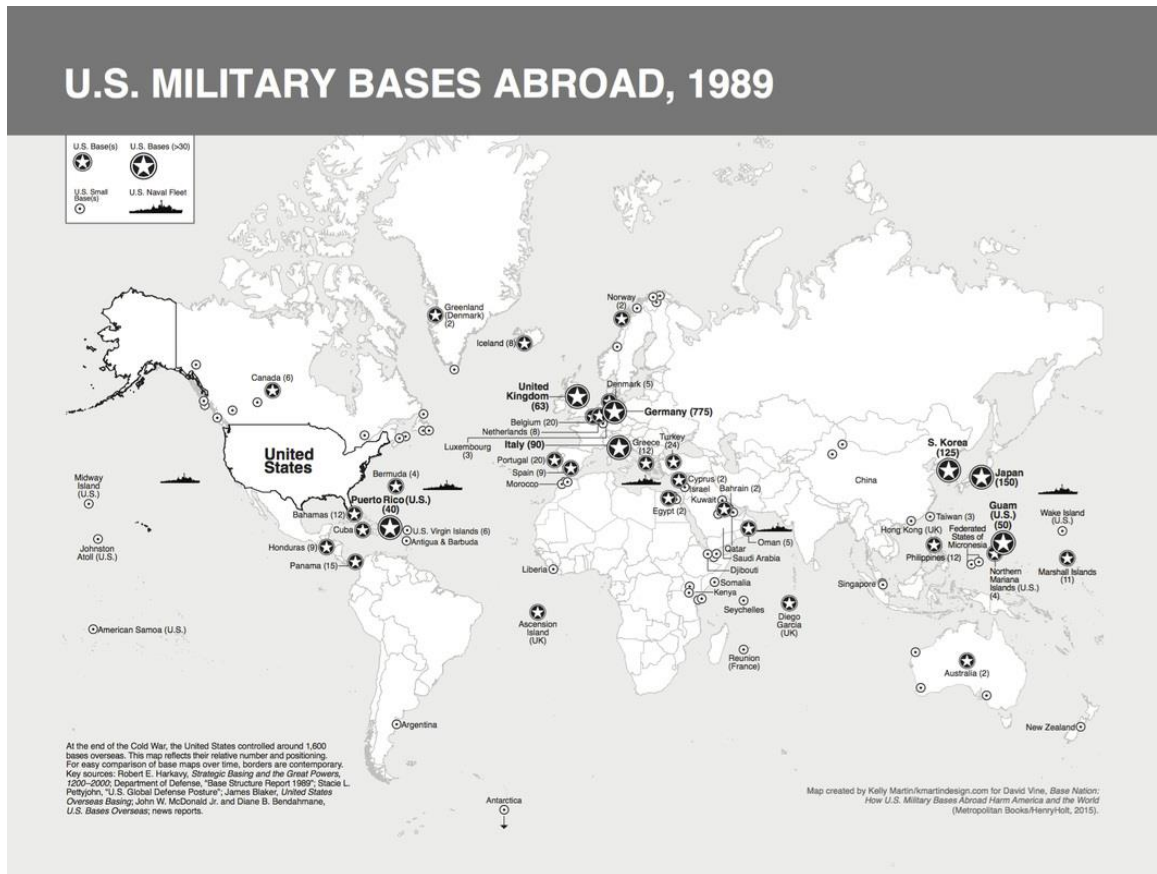 U.S. MILITARY BASES ABROAD, 1989
U.S. Base(s)
U.S. Bases (>30)
U.S. Small
Base(s)
U.S. Naval Fleet
Greenland
(Denmark)
(2)
Iceland (8)
Norway
(2)
Canada (6)
United
Kingdom
(63)
Denmark (5)
Germany (775)
Belgium (20)
Netherlands (8)
Luxembourg
(3)
Italy (90)
Greece
(12)
Turkey
(24)
Portugal (20)
Spain (9)
Morocco
United
States
Bermuda (4)
Puerto Rico (U.S.)
(40)
Bahamas (12)
Cuba
U.S. Virgin Islands (6)
Antigua & Barbuda
Honduras (9)
Panama (15)
Midway
Island
(U.S.)
Johnston
Atoll (U.S.)
American Samoa (U.S.)
Cyprus (2)
Israel
Bahrain (2)
Kuwait
Egypt (2)
Oman (5)
Qatar
Saudi Arabia
Djibouti
Somalia
Kenya
Seychelles
Liberia
Ascension
Island
(UK)
Diego
Garcia
(UK)
Reunion
(France)
China
S. Korea
(125)
Japan
(150)
Guam
(U.S.)
(50)
Wake Island
(U.S.)
Taiwan (3)
Hong Kong (UK)
Federated
States of
Micronesia
Philippines (12)
Northern
Mariana
Islands (U.S.)
(4)
Marshall Islands
(11)
Singapore
Australia (2)
New Zealand
Argentina
Antarctica
At the end of the Cold War, the United States controlled around 1,600
bases overseas. This map reflects their relative number and positioning.
For easy comparison of base maps over time, borders are contemporary.
Key sources: Robert E. Harkavy, Strategic Basing and the Great Powers,
1200–2000; Department of Defense, "Base Structure Report 1989"; Stacie L.
Pettyjohn, "U.S. Global Defense Posture"; James Blaker, United States
Overseas Basing; John W. McDonald Jr. and Diane B. Bendahmane,
U.S. Bases Overseas; news reports.
Map created by Kelly Martin/kmartindesign.com for David Vine, Base Nation:
How U.S. Military Bases Abroad Harm America and the World
(Metropolitan Books/HenryHolt, 2015).